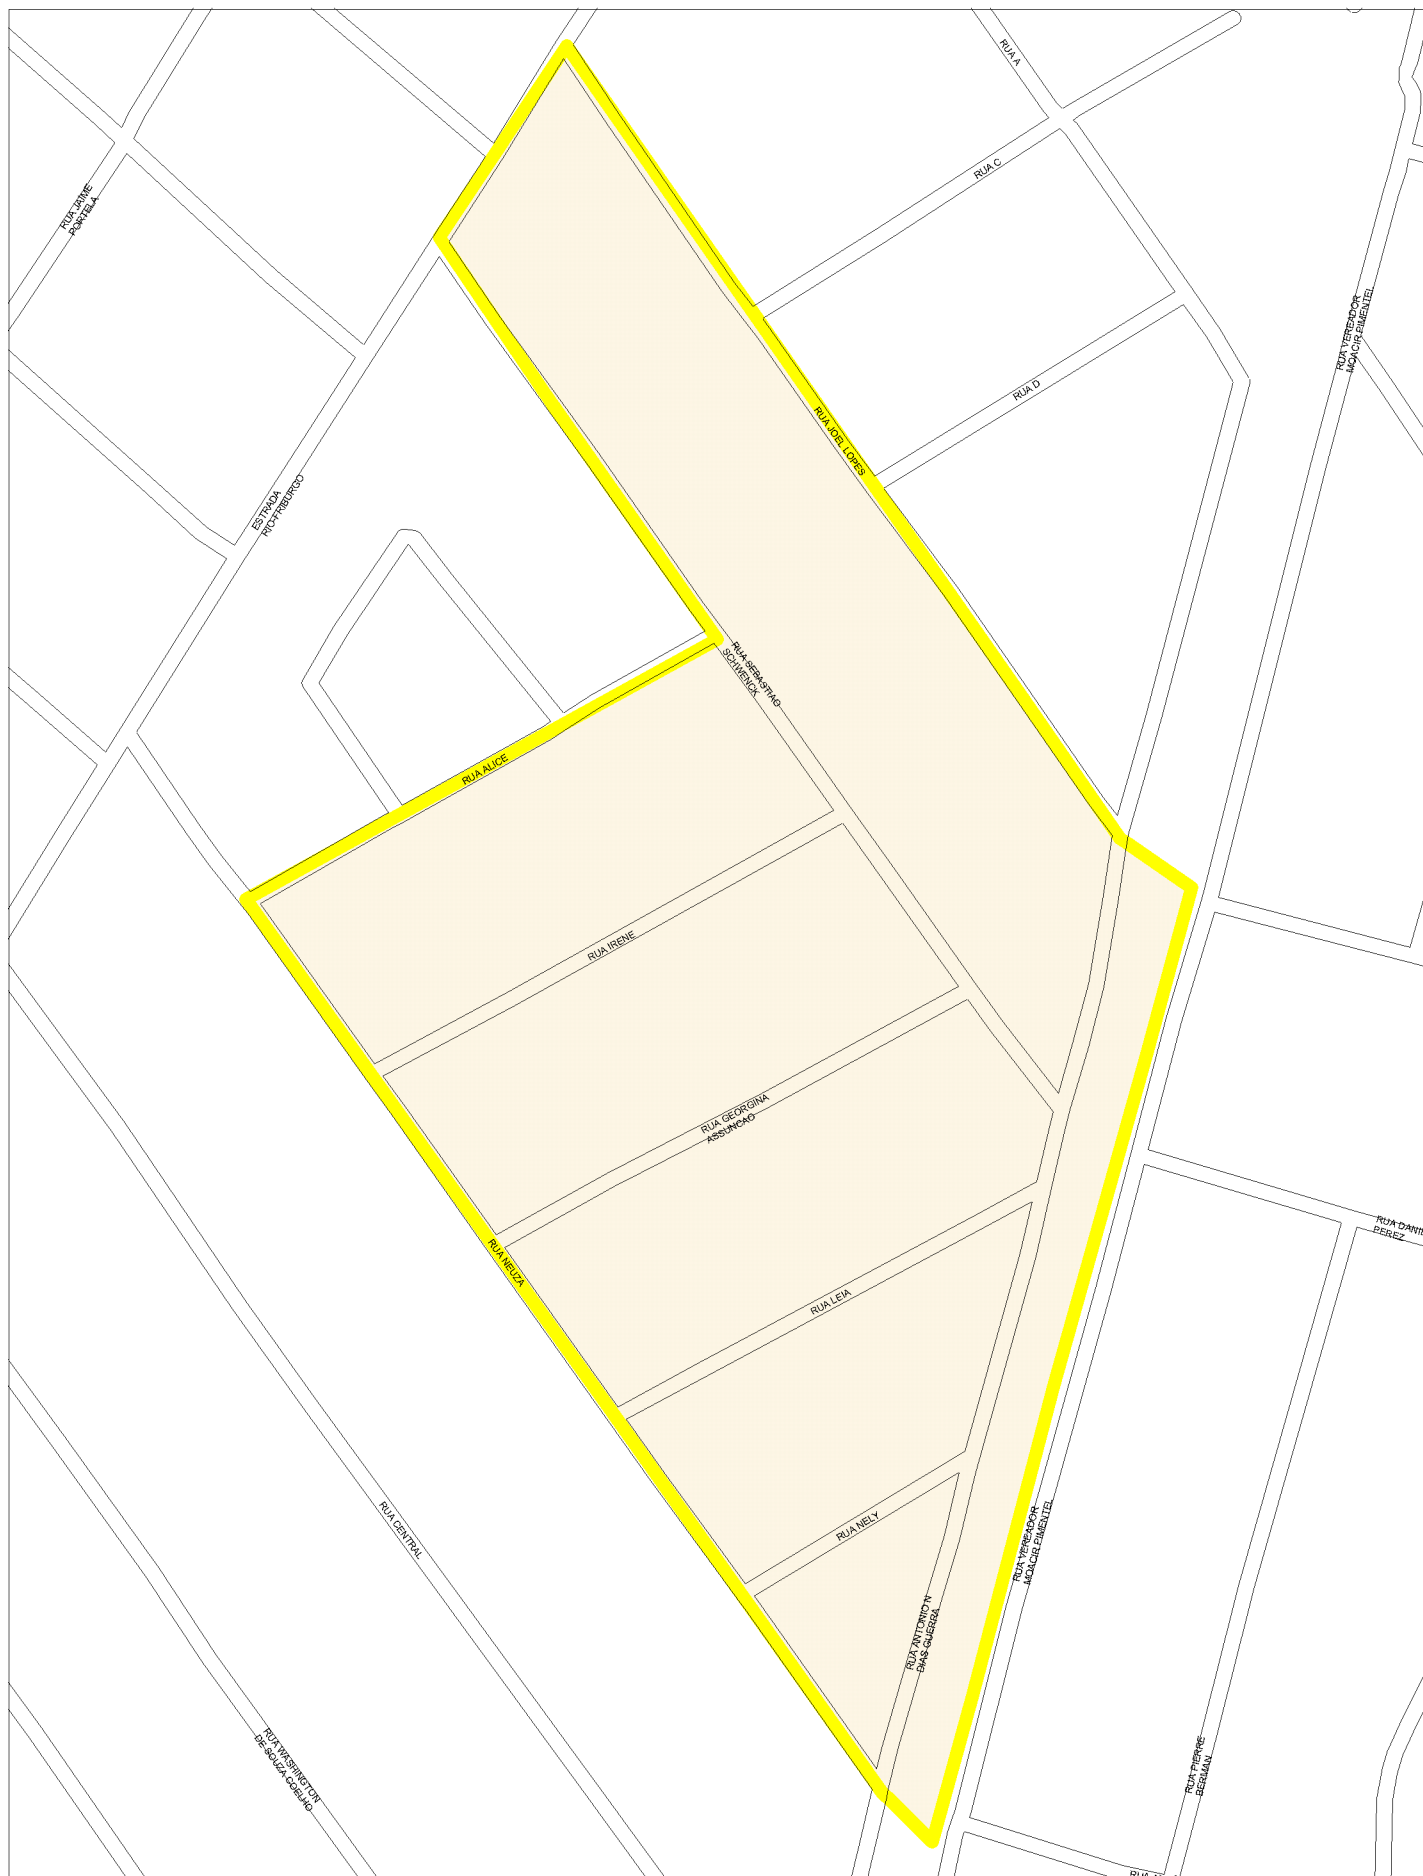 RUA A
RUA C
RUA JAIME
PORTELA
RUA VEREADOR
MOACIR PIMENTEL
RUA D
RUA JOEL LOPES
ESTRADA
RIO-FRIBURGO
RUA SEBASTIAO
SCHWENCK
RUA ALICE
RUA IRENE
RUA GEORGINA
ASSUNCAO
RUA NEUZA
RUA DANIE
PEREZ
RUA LEIA
RUA CENTRAL
RUA NELY
RUA VEREADOR
MOACIR PIMENTEL
RUA ANTONIO N
DIAS GUERRA
RUA WASHINGTON
DE SOUZA COELHO
RUA PIERRE
BERMAN
RUA